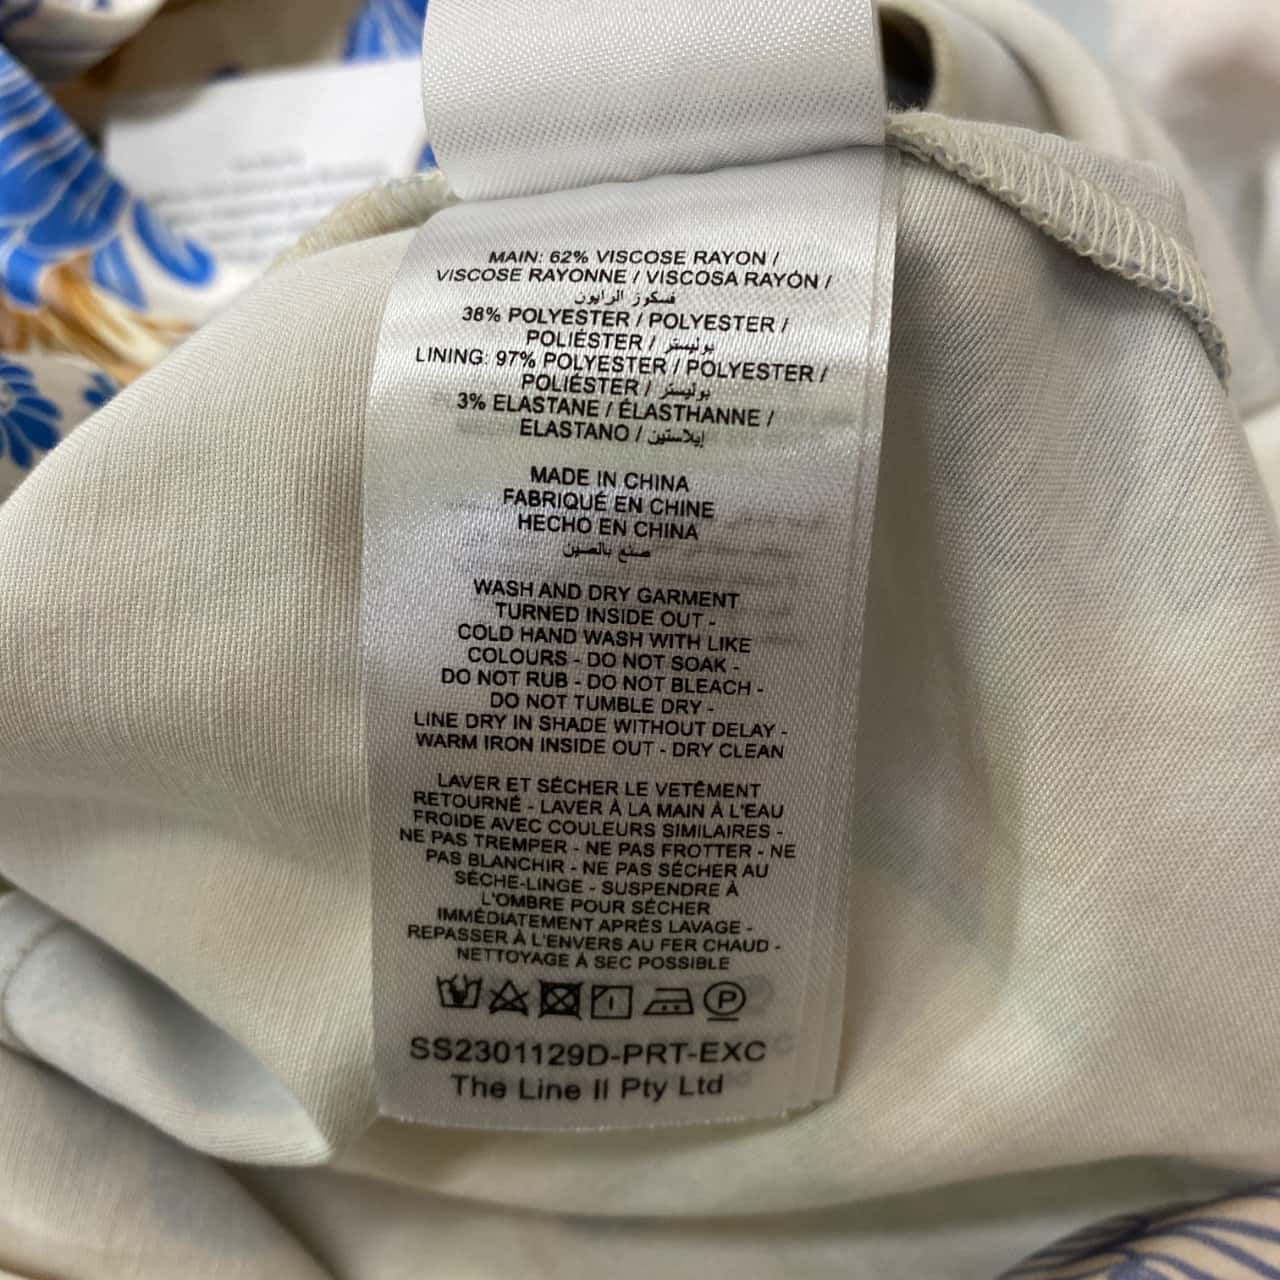 MAIN: 62% VISCOSE RAYON /
VISCOSE RAYONNE / VISCOSA RAYÓN /
فسكوز الرايون
38% POLYESTER / POLYESTER /
POLIÉSTER / بوليستر
LINING: 97% POLYESTER / POLYESTER /
POLIÉSTER / بوليستر
3% ELASTANE / ÉLASTHANNE /
ELASTANO / إيلاستين
MADE IN CHINA
FABRIQUÉ EN CHINE
HECHO EN CHINA
صنع بالصين
WASH AND DRY GARMENT
TURNED INSIDE OUT -
COLD HAND WASH WITH LIKE
COLOURS - DO NOT SOAK -
DO NOT RUB - DO NOT BLEACH -
DO NOT TUMBLE DRY -
LINE DRY IN SHADE WITHOUT DELAY -
WARM IRON INSIDE OUT - DRY CLEAN
LAVER ET SÉCHER LE VETÊMENT
RETOURNÉ - LAVER À LA MAIN À L'EAU
FROIDE AVEC COULEURS SIMILAIRES -
NE PAS TREMPER - NE PAS FROTTER - NE
PAS BLANCHIR - NE PAS SÉCHER AU
SÈCHE-LINGE - SUSPENDRE À
L'OMBRE POUR SÉCHER
IMMÉDIATEMENT APRÈS LAVAGE -
REPASSER À L'ENVERS AU FER CHAUD -
NETTOYAGE À SEC POSSIBLE
P
SS2301129D-PRT-EXC
The Line II Pty Ltd